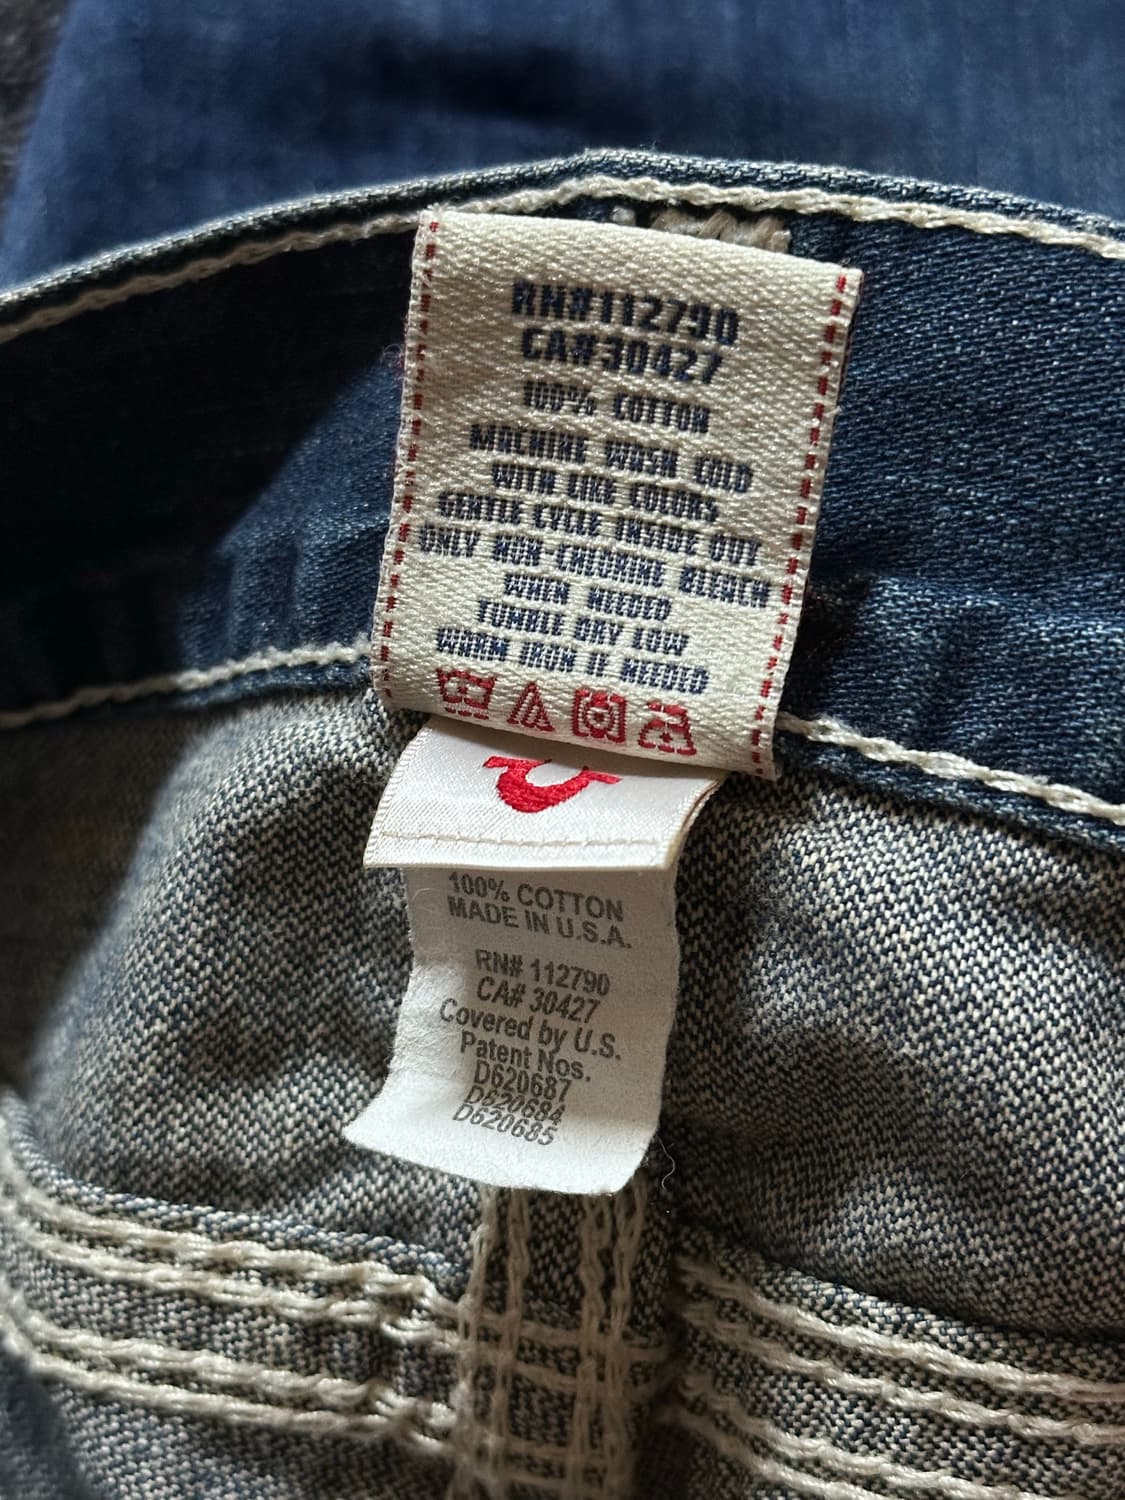 RN#112790
CA#30427
100% COTTON
MACHINE WASH COLD
WITH LIKE COLORS
GENTLE CYCLE INSIDE OUT
ONLY NON-CHLORINE BLEACH
WHEN NEEDED
TUMBLE DRY LOW
WARM IRON IF NEEDED
100% COTTON
MADE IN U.S.A.
RN# 112790
CA# 30427
Covered by U.S.
Patent Nos.
D620687
D620684
D620685